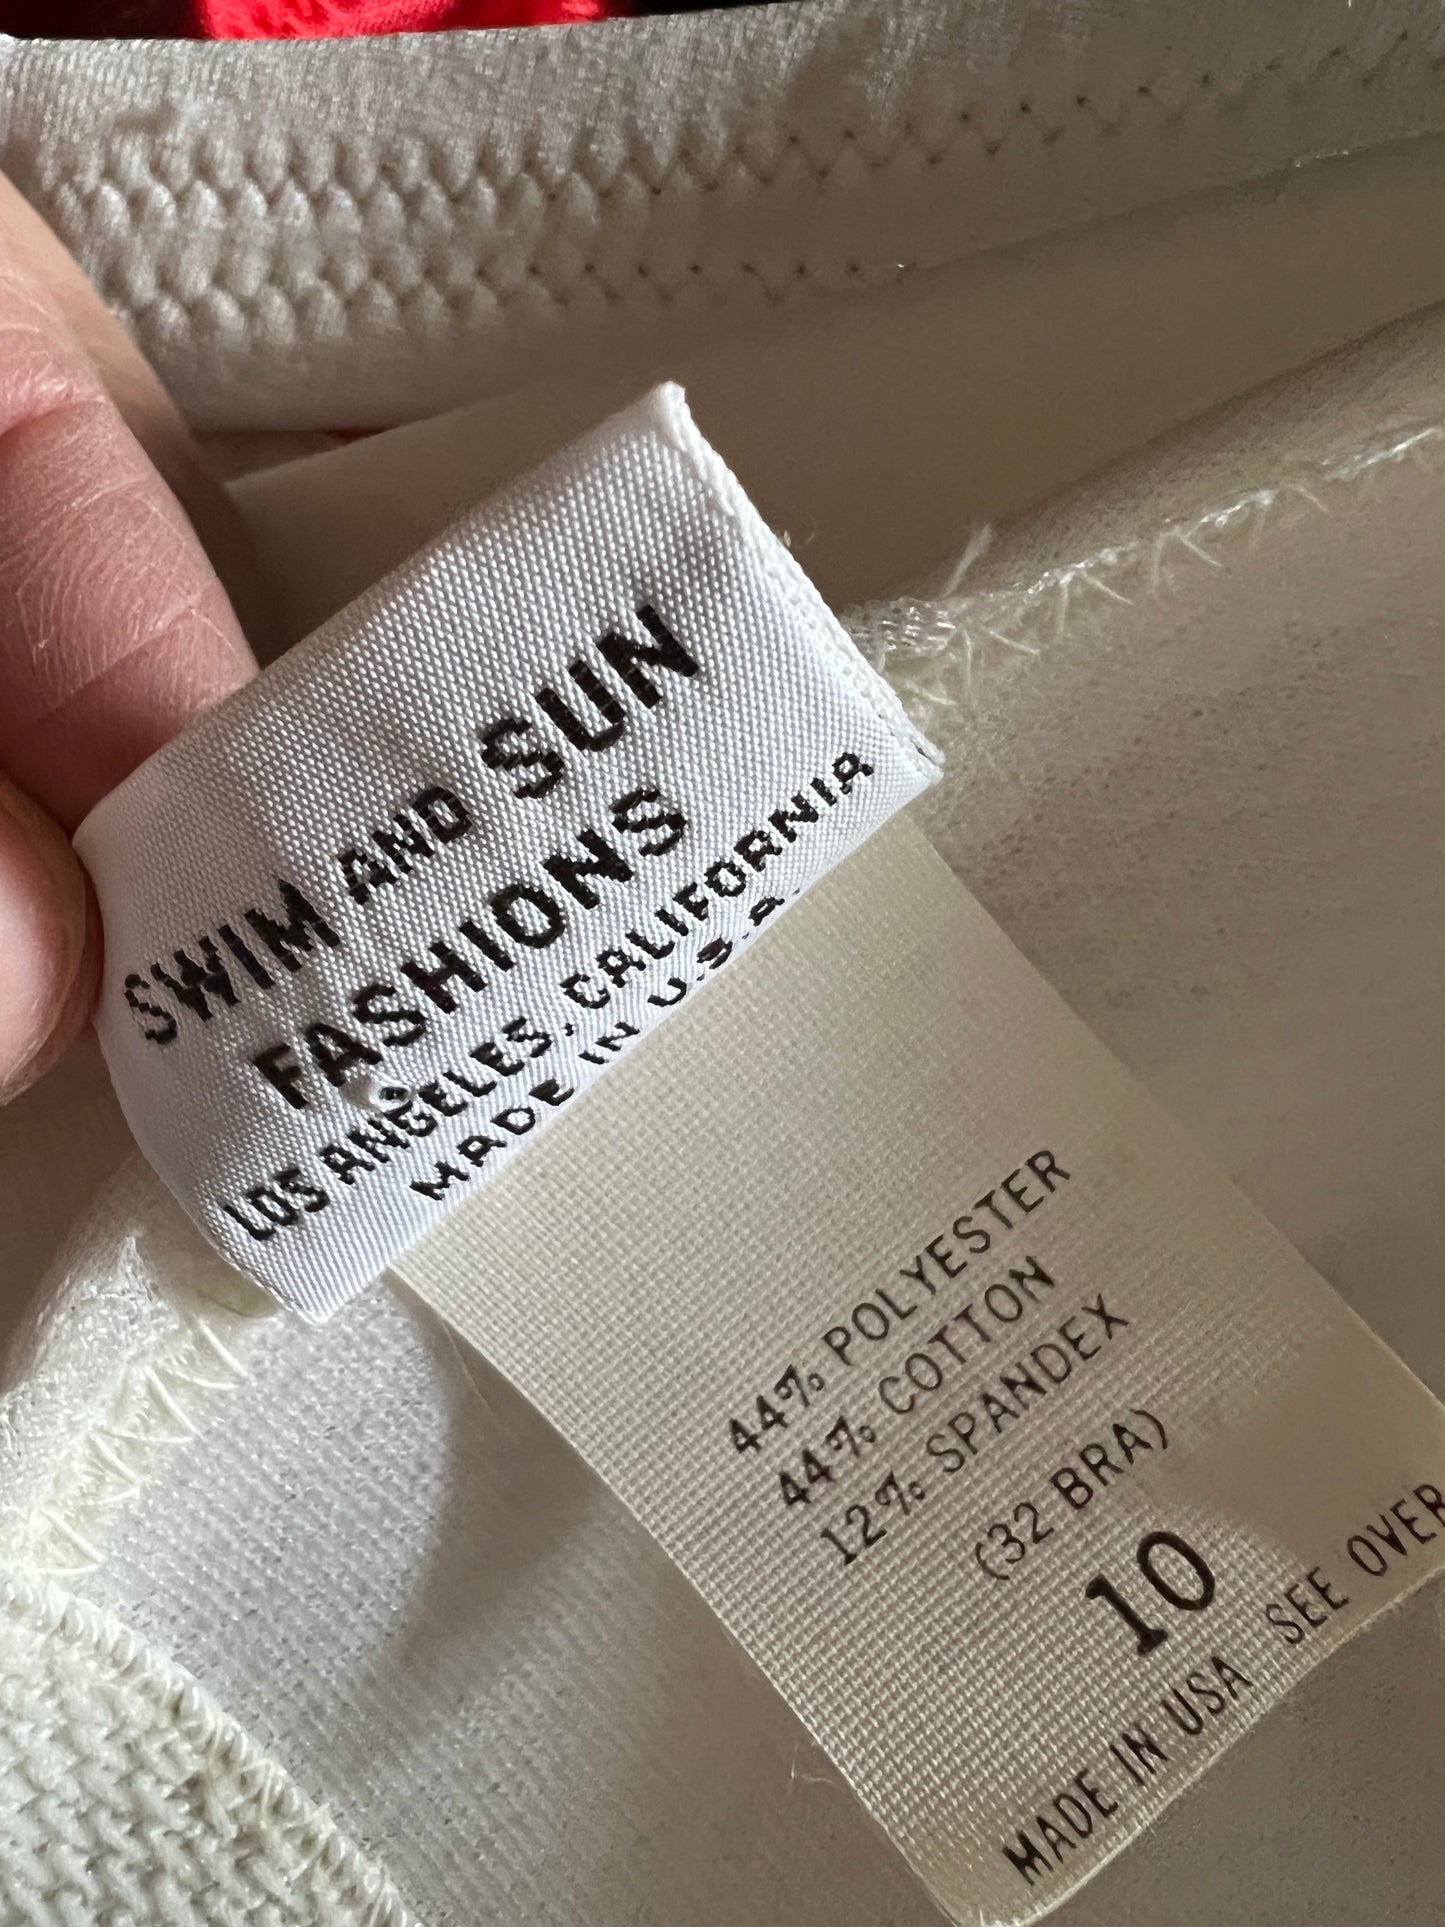 SWIM AND SUN
FASHIONS
LOS ANGELES, CALIFORNIA
MADE IN U.S.A.
44% POLYESTER
44% COTTON
12% SPANDEX
(32 BRA)
10
MADE IN USA SEE OVER